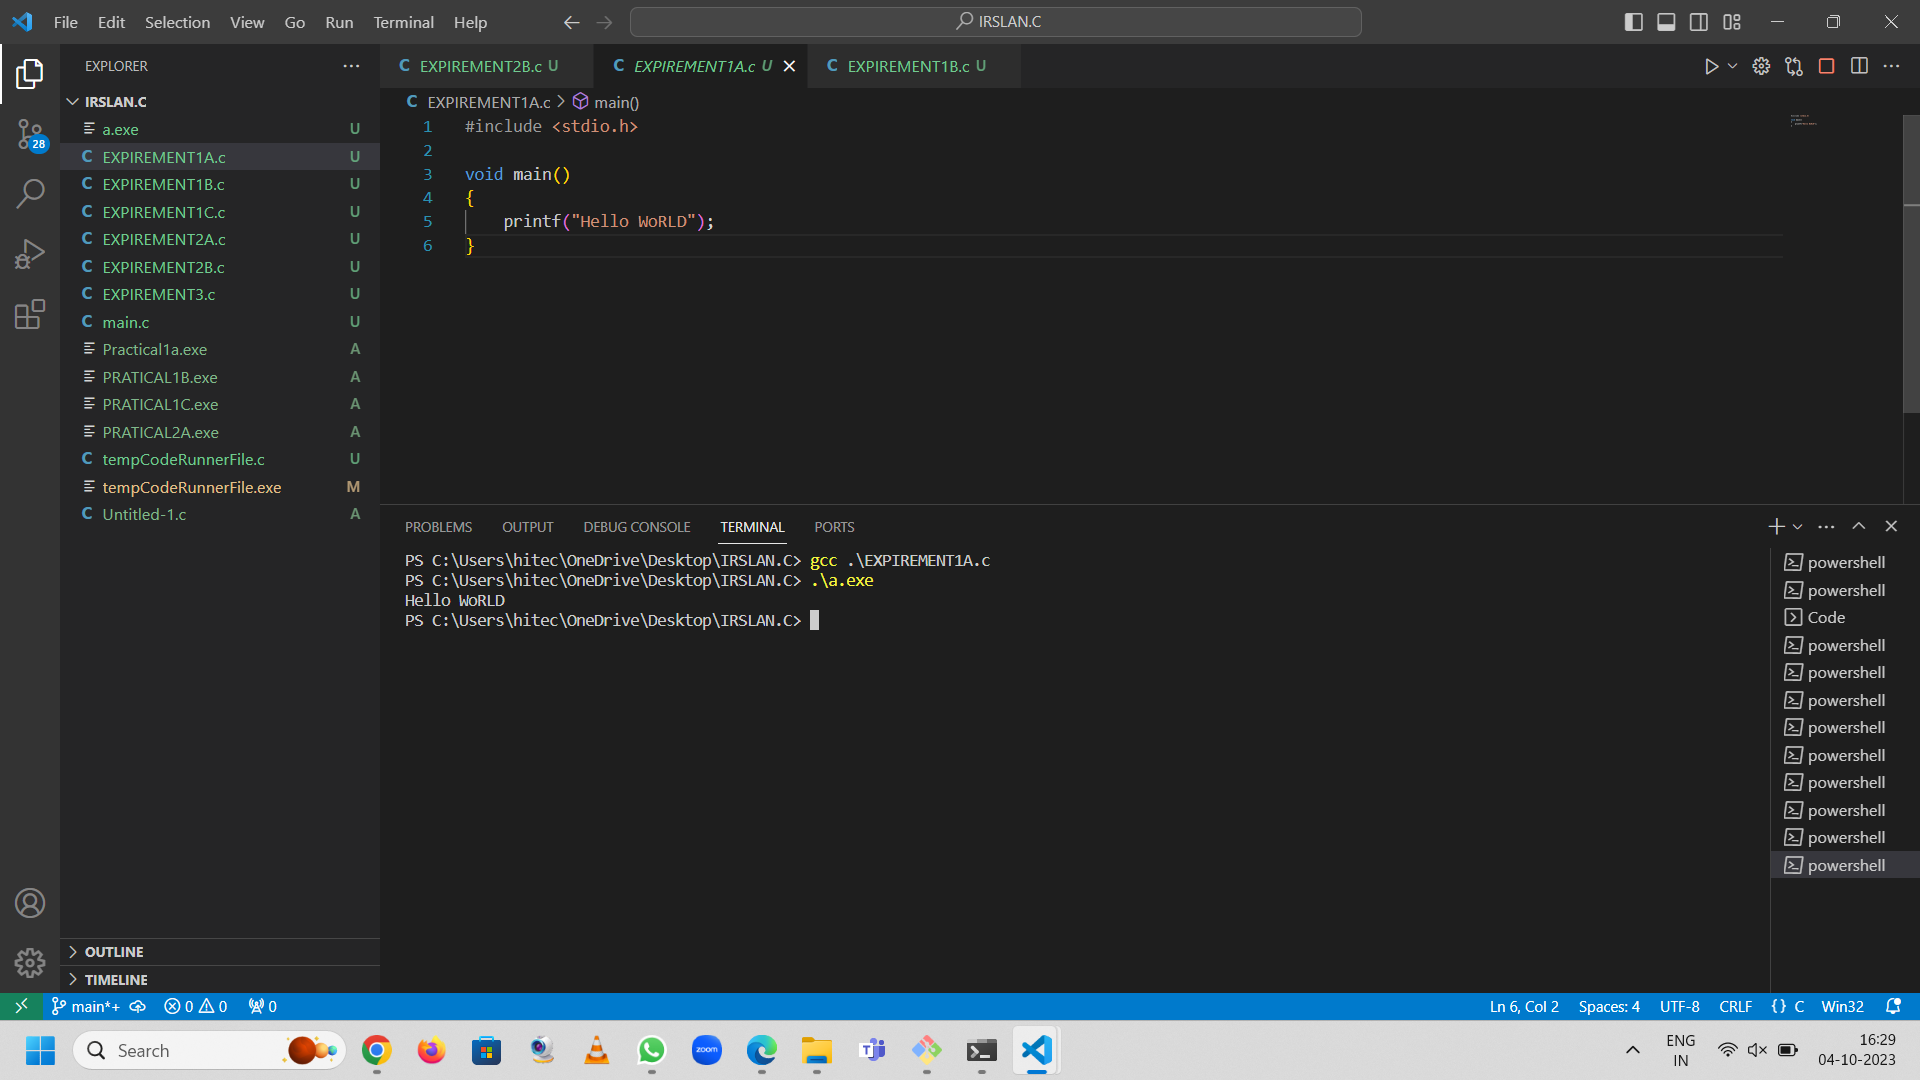 File Edit Selection View Go Run Terminal Help
IRSLAN.C
EXPLORER
IRSLAN.C
a.exe U
C EXPIREMENT1A.c U
C EXPIREMENT1B.c U
C EXPIREMENT1C.c U
C EXPIREMENT2A.c U
C EXPIREMENT2B.c U
C EXPIREMENT3.c U
C main.c U
Practical1a.exe A
PRATICAL1B.exe A
PRATICAL1C.exe A
PRATICAL2A.exe A
C tempCodeRunnerFile.c U
tempCodeRunnerFile.exe M
C Untitled-1.c A
OUTLINE
TIMELINE
28
C EXPIREMENT2B.c U
C EXPIREMENT1A.c U
C EXPIREMENT1B.c U
C EXPIREMENT1A.c > main()
1 #include <stdio.h>
2
3 void main()
4 {
5 printf("Hello WoRLD");
6 }
PROBLEMS OUTPUT DEBUG CONSOLE TERMINAL PORTS
PS C:\Users\hitec\OneDrive\Desktop\IRSLAN.C> gcc .\EXPIREMENT1A.c
PS C:\Users\hitec\OneDrive\Desktop\IRSLAN.C> .\a.exe
Hello WoRLD
PS C:\Users\hitec\OneDrive\Desktop\IRSLAN.C>
powershell
powershell
Code
powershell
powershell
powershell
powershell
powershell
powershell
powershell
powershell
powershell
main*+ 0 0 0
Ln 6, Col 2 Spaces: 4 UTF-8 CRLF {} C Win32
Search
zoom
ENG
IN
16:29
04-10-2023